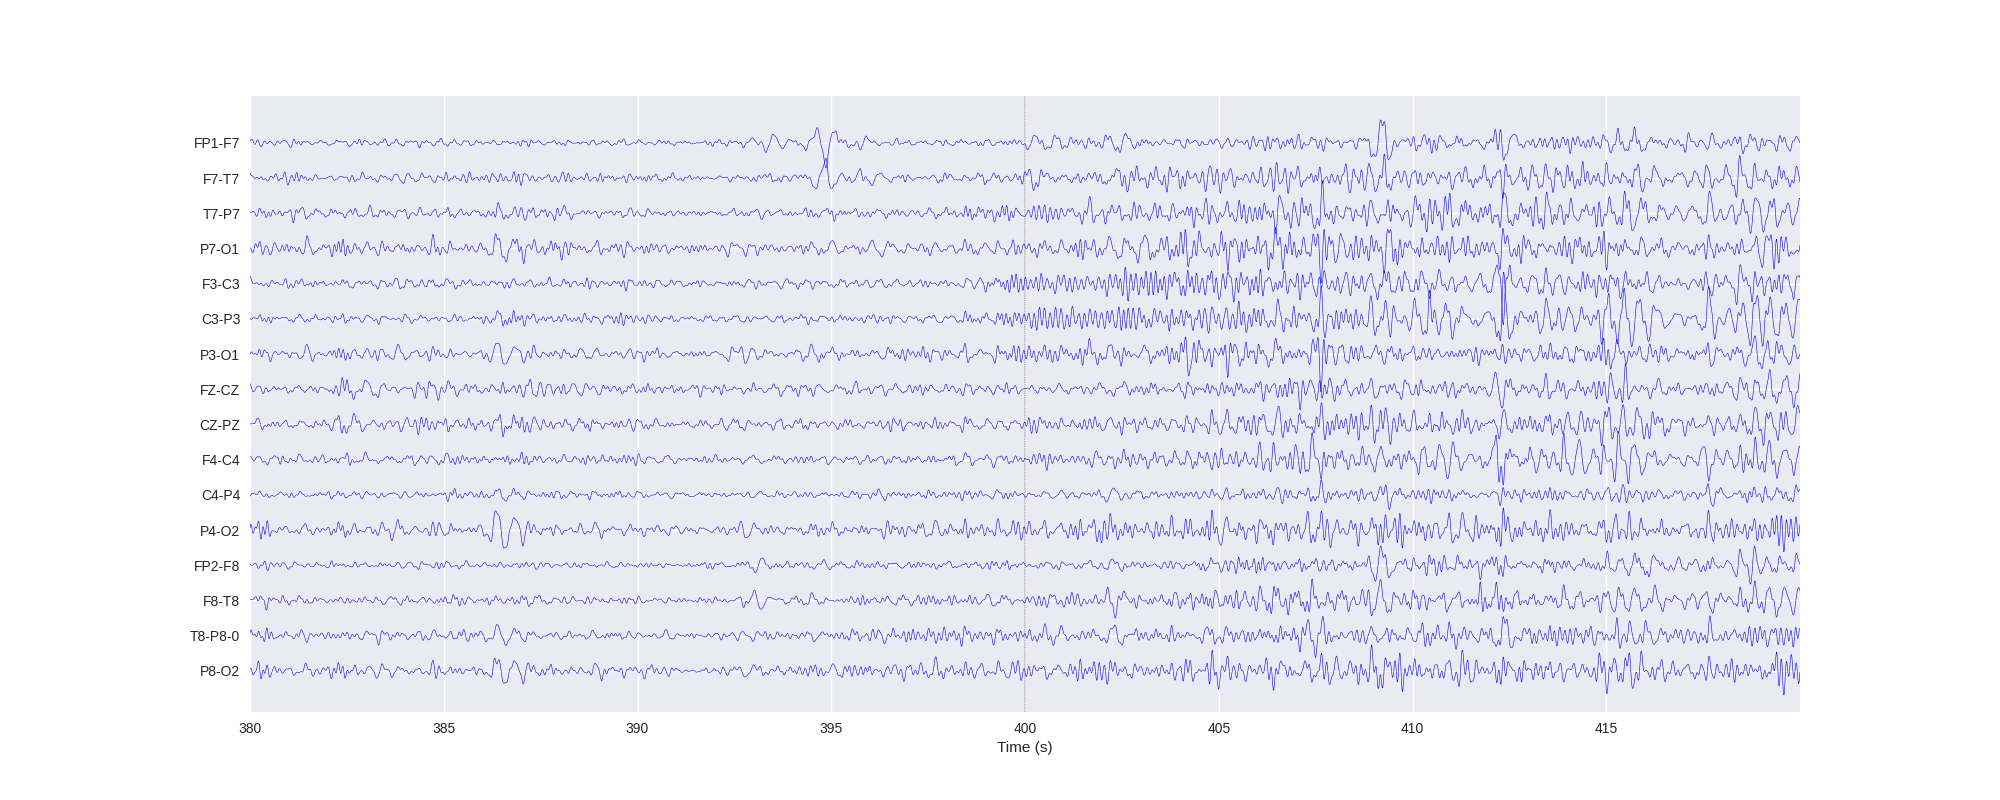 FP1-F7
F7-T7
T7-P7
P7-O1
F3-C3
C3-P3
P3-O1
FZ-CZ
CZ-PZ
F4-C4
C4-P4
P4-O2
FP2-F8
F8-T8
T8-P8-0
P8-O2
380 385 390 395 400 405 410 415
Time (s)